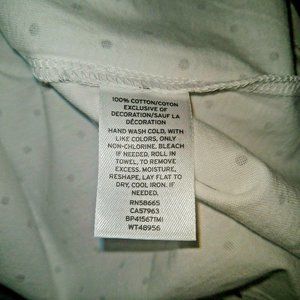 100% COTTON/COTON
EXCLUSIVE OF
DECORATION/SAUF LA
DÉCORATION
HAND WASH COLD, WITH
LIKE COLORS, ONLY
NON-CHLORINE, BLEACH
IF NEEDED, ROLL IN
TOWEL, TO REMOVE
EXCESS, MOISTURE,
RESHAPE, LAY FLAT TO
DRY, COOL IRON, IF
NEEDED.
RN58665
CA57963
BP41567IMI
WT48956